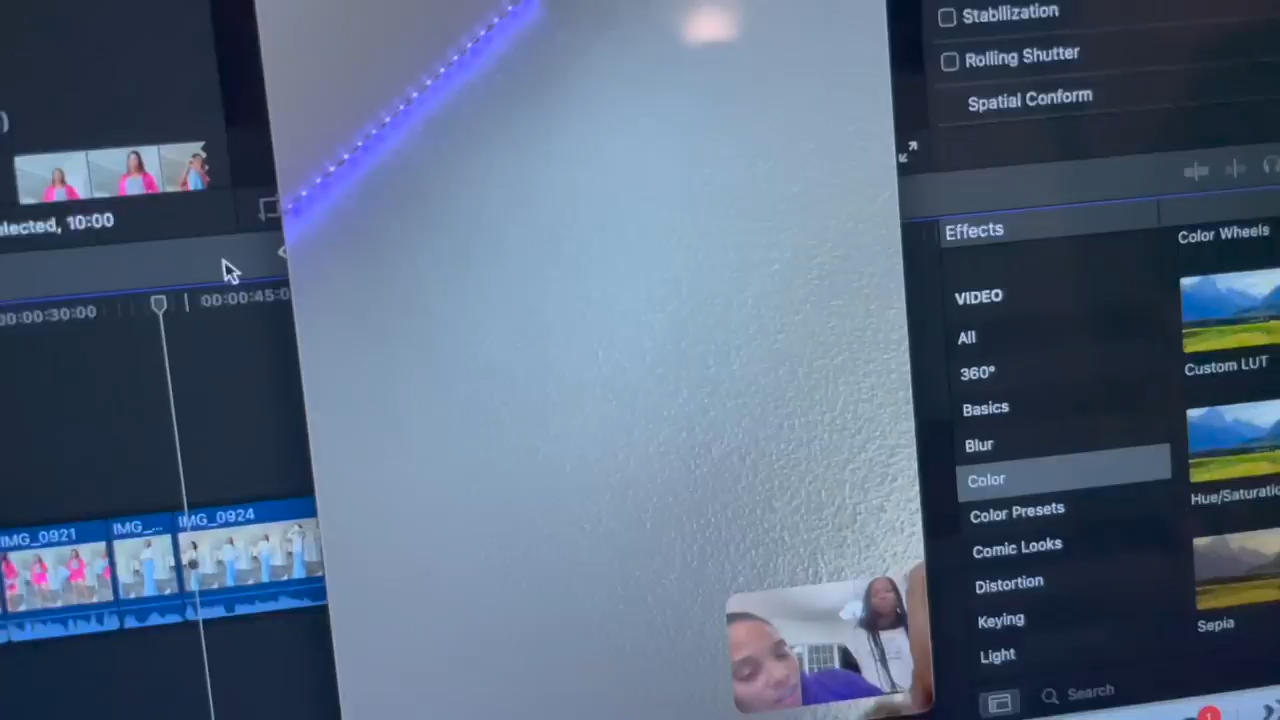 Stabilization
Rolling Shutter
Spatial Conform
elected, 10:00
Effects
Color Wheels
VIDEO
00:00:30:00
00:00:45:0
All
360°
Custom LUT
Basics
Blur
Color
Hue/Saturatio
Color Presets
IMG_0921
IMG_...
IMG_0924
Comic Looks
Distortion
Keying
Sepia
Light
Search
1